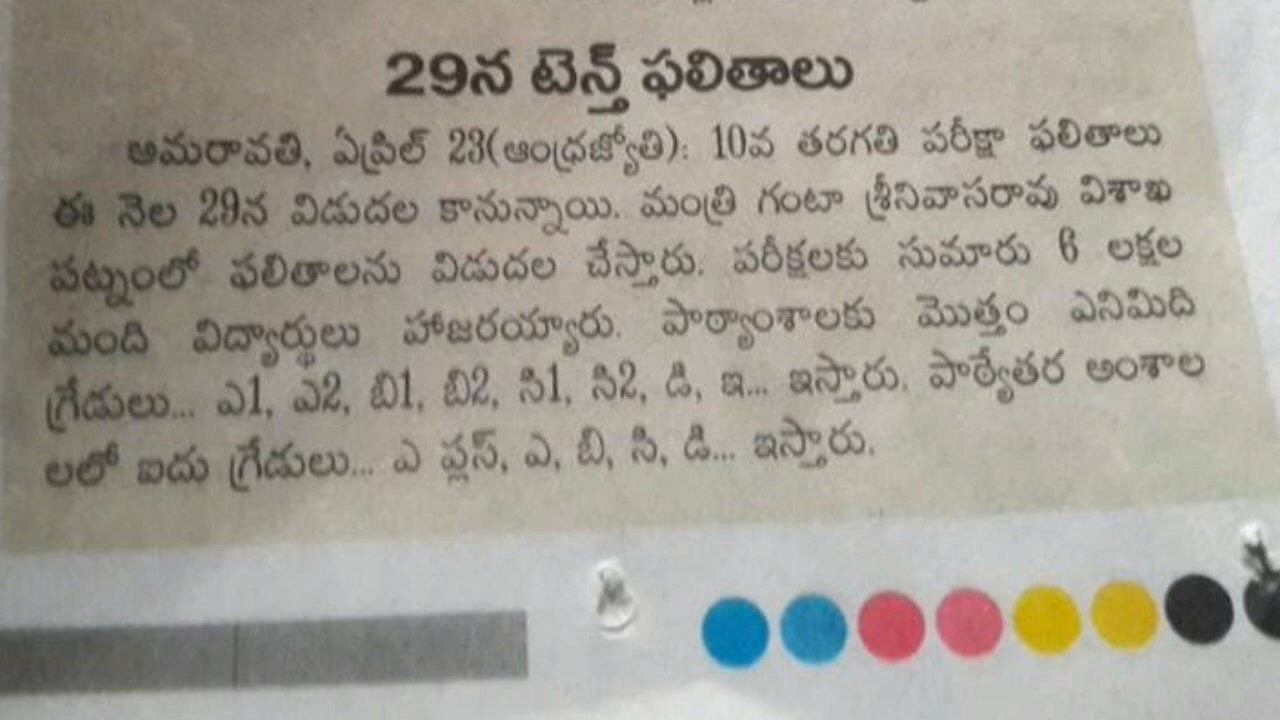 29న టెన్త్ ఫలితాలు
అమరావతి, ఏప్రిల్ 23(ఆంధ్రజ్యోతి): 10వ తరగతి పరీక్షా ఫలితాలు
ఈ నెల 29న విడుదల కానున్నాయి. మంత్రి గంటా శ్రీనివాసరావు విశాఖ
పట్నంలో ఫలితాలను విడుదల చేస్తారు. పరీక్షలకు సుమారు 6 లక్షల
మంది విద్యార్థులు హాజరయ్యారు. పాఠ్యాంశాలకు మొత్తం ఎనిమిది
గ్రేడులు... ఎ1, ఎ2, బి1, బి2, సి1, సి2, డి, ఇ... ఇస్తారు. పాఠ్యేతర అంశాల
లలో ఐదు గ్రేడులు... ఎ ప్లస్, ఎ, బి, సి, డి... ఇస్తారు.